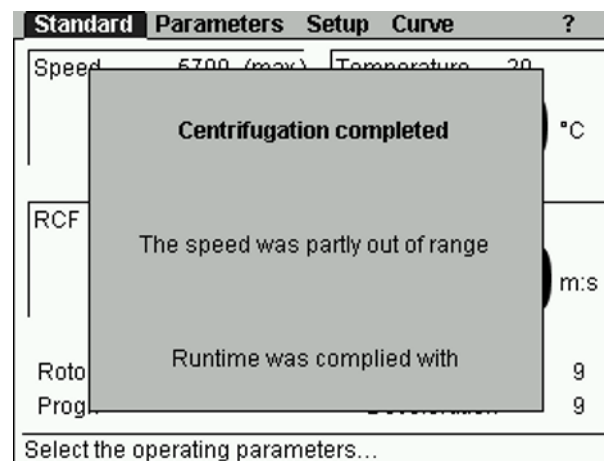 Standard Parameters Setup Curve ?
Centrifugation completed
°C
RCF
The speed was partly out of range
m:s
Runtime was complied with
9
9
Select the operating parameters...